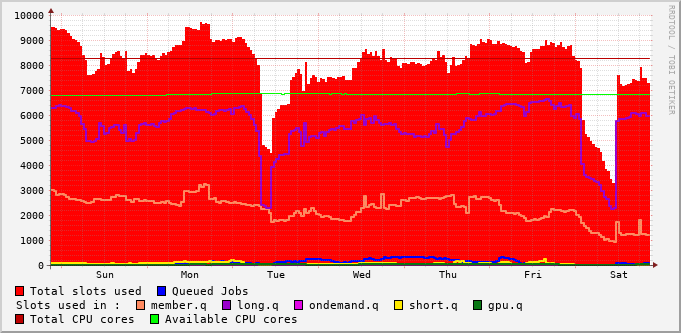 10000
9000
8000
7000
6000
5000
4000
3000
2000
1000
0
Sun Mon Tue Wed Thu Fri Sat
RRDTOOL / TOBI OETIKER
Total slots used Queued Jobs
Slots used in : member.q long.q ondemand.q short.q gpu.q
Total CPU cores Available CPU cores